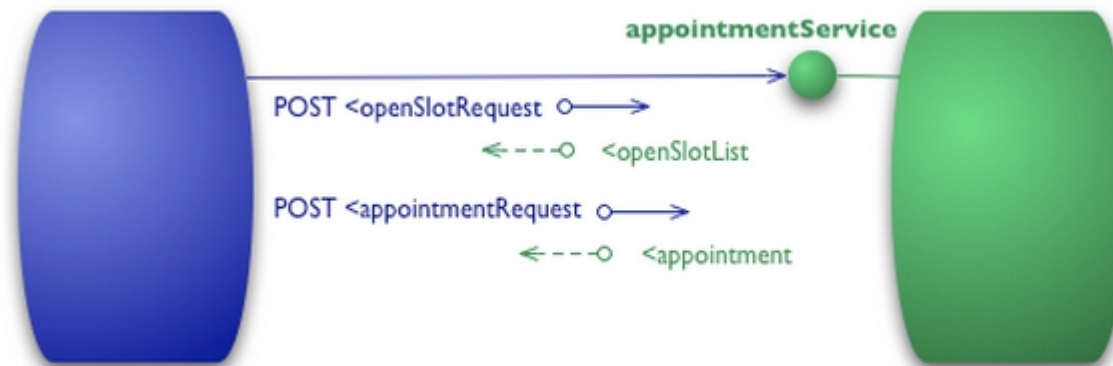 appointmentService
POST <openSlotRequest
<openSlotList
POST <appointmentRequest
<appointment